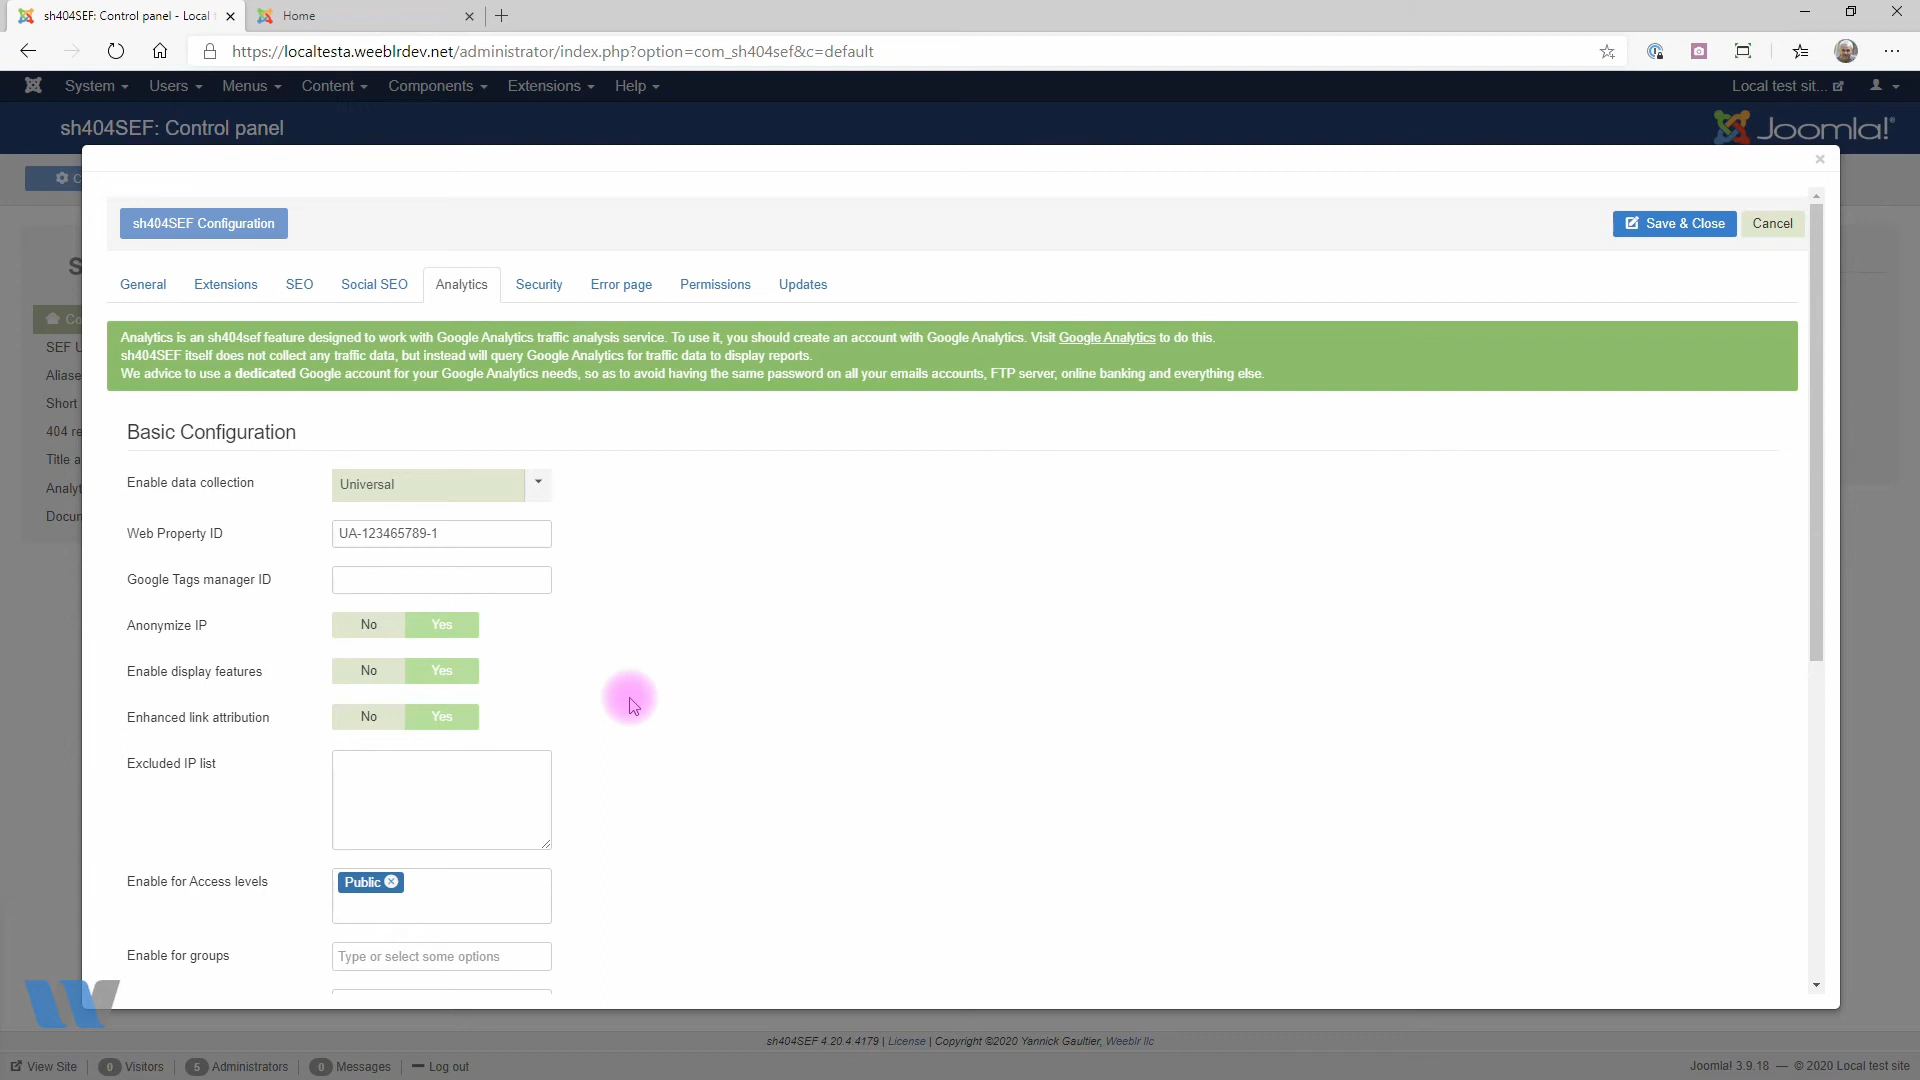 sh404SEF: Control panel - Local
Home
https://localtesta.weeblrdev.net/administrator/index.php?option=com_sh404sef&c=default
System Users Menus Content Components Extensions Help
Local test sit...
sh404SEF: Control panel
Joomla!®
C
sh404SEF Configuration
Save & Close
Cancel
General Extensions SEO Social SEO Analytics Security Error page Permissions Updates
Analytics is an sh404sef feature designed to work with Google Analytics traffic analysis service. To use it, you should create an account with Google Analytics. Visit Google Analytics to do this.
sh404SEF itself does not collect any traffic data, but instead will query Google Analytics for traffic data to display reports.
We advice to use a dedicated Google account for your Google Analytics needs, so as to avoid having the same password on all your emails accounts, FTP server, online banking and everything else.
S
Co
SEF U
Aliase
Short
404 re
Title a
Analyt
Docun
Basic Configuration
Enable data collection
Universal
Web Property ID
UA-123465789-1
Google Tags manager ID
Anonymize IP
No Yes
Enable display features
No Yes
Enhanced link attribution
No Yes
Excluded IP list
Enable for Access levels
Public
Enable for groups
Type or select some options
sh404SEF 4.20.4.4179 | License | Copyright ©2020 Yannick Gaultier, Weeblr llc
View Site 0 Visitors 5 Administrators 0 Messages Log out
Joomla! 3.9.18 — © 2020 Local test site